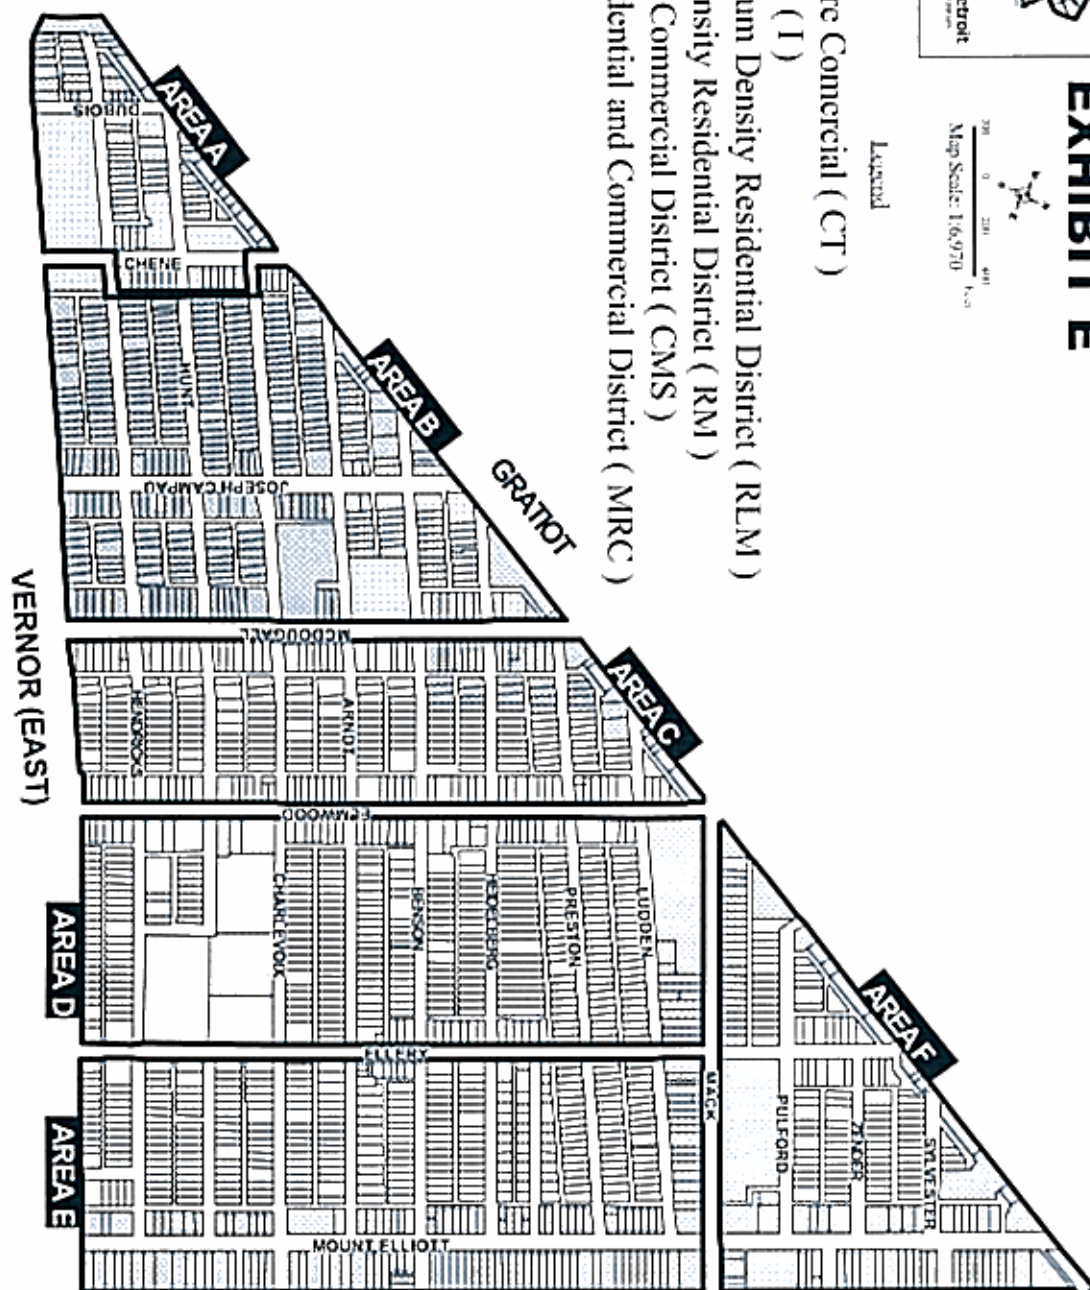 etroit
EXHIBIT E
Map Scale: 1:6,970
Legend
Comercial ( CT )
( I )
um Density Residential District ( RLM )
nsity Residential District ( RM )
Commercial District ( CMS )
dential and Commercial District ( MRC )
AREA A
DUBOIS
CHENE
HUNT
AREA B
JOSEPH CAMPAU
GRATIOT
MCDOUGALL
VERNOR (EAST)
AREA C
ARNDT
HENDRICKS
ELMWOOD
LUDDEN
PRESTON
HEIDELBERG
BENSON
CHARLEVOIX
AREA D
AREA F
ELLERY
MACK
PULFORD
ZENDER
SYLVESTER
AREA E
MOUNT ELLIOTT